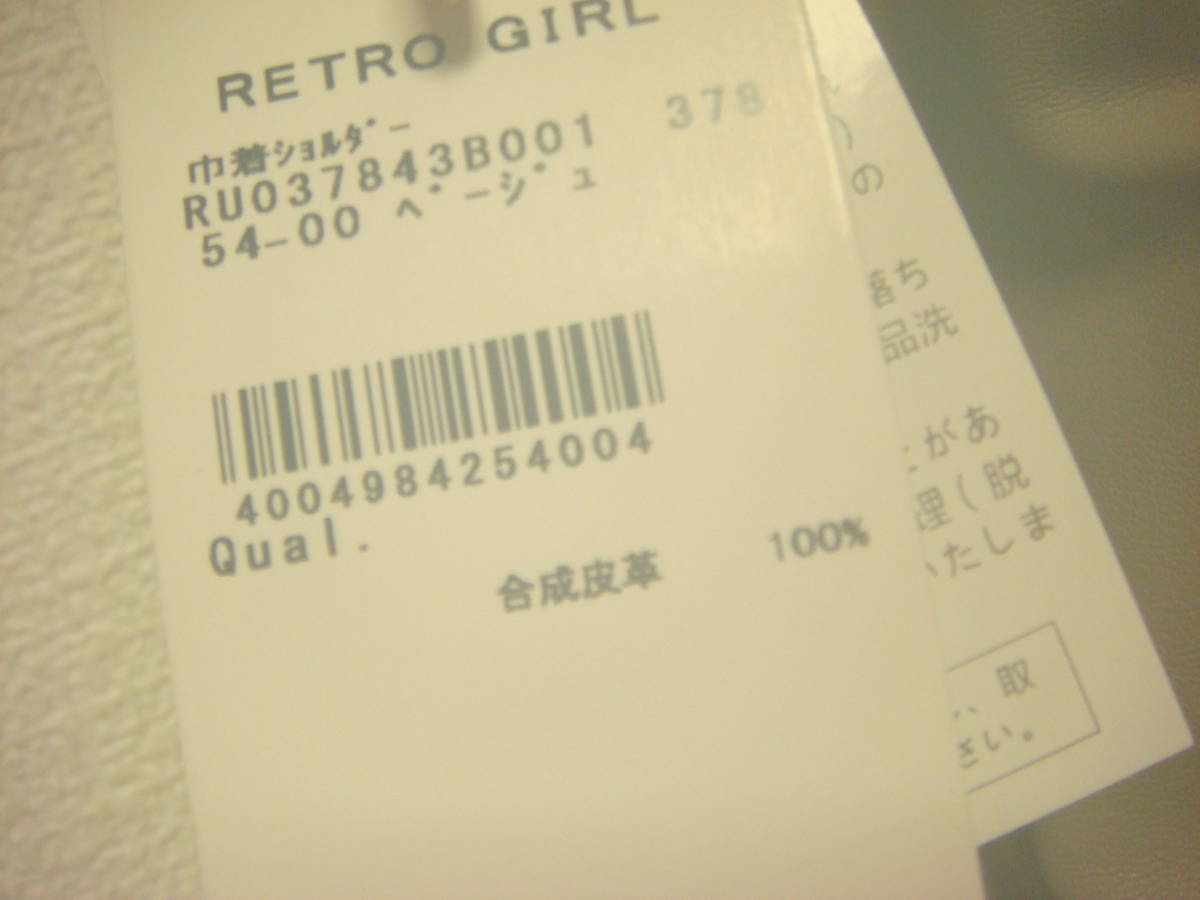 RETRO GIRL
巾着ｼｮﾙﾀﾞｰ
RU037843B001 378
54-00 ﾍﾞｰｼﾞｭ
4004984254004
Qual.
合成皮革 100%
)
の
落ち
品洗
とがあ
理(脱
いたしま
、取
さい。